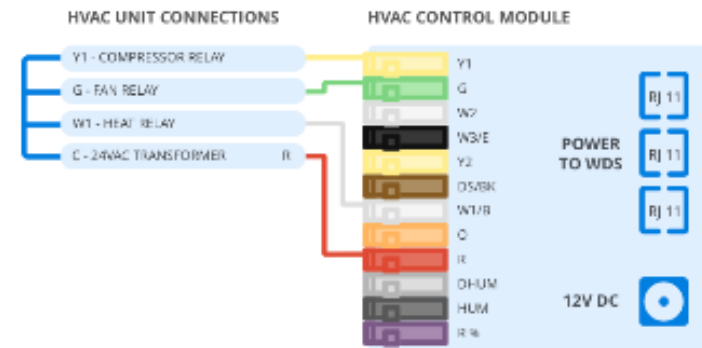 HVAC UNIT CONNECTIONS
HVAC CONTROL MODULE
Y1 - COMPRESSOR RELAY
G - FAN RELAY
W1 - HEAT RELAY
C - 24VAC TRANSFORMER R
Y1
G
W2
W3/E
Y2
DS/BK
W1/B
O
R
DHUM
HUM
R %
POWER
TO WDS
RJ 11
RJ 11
RJ 11
12V DC